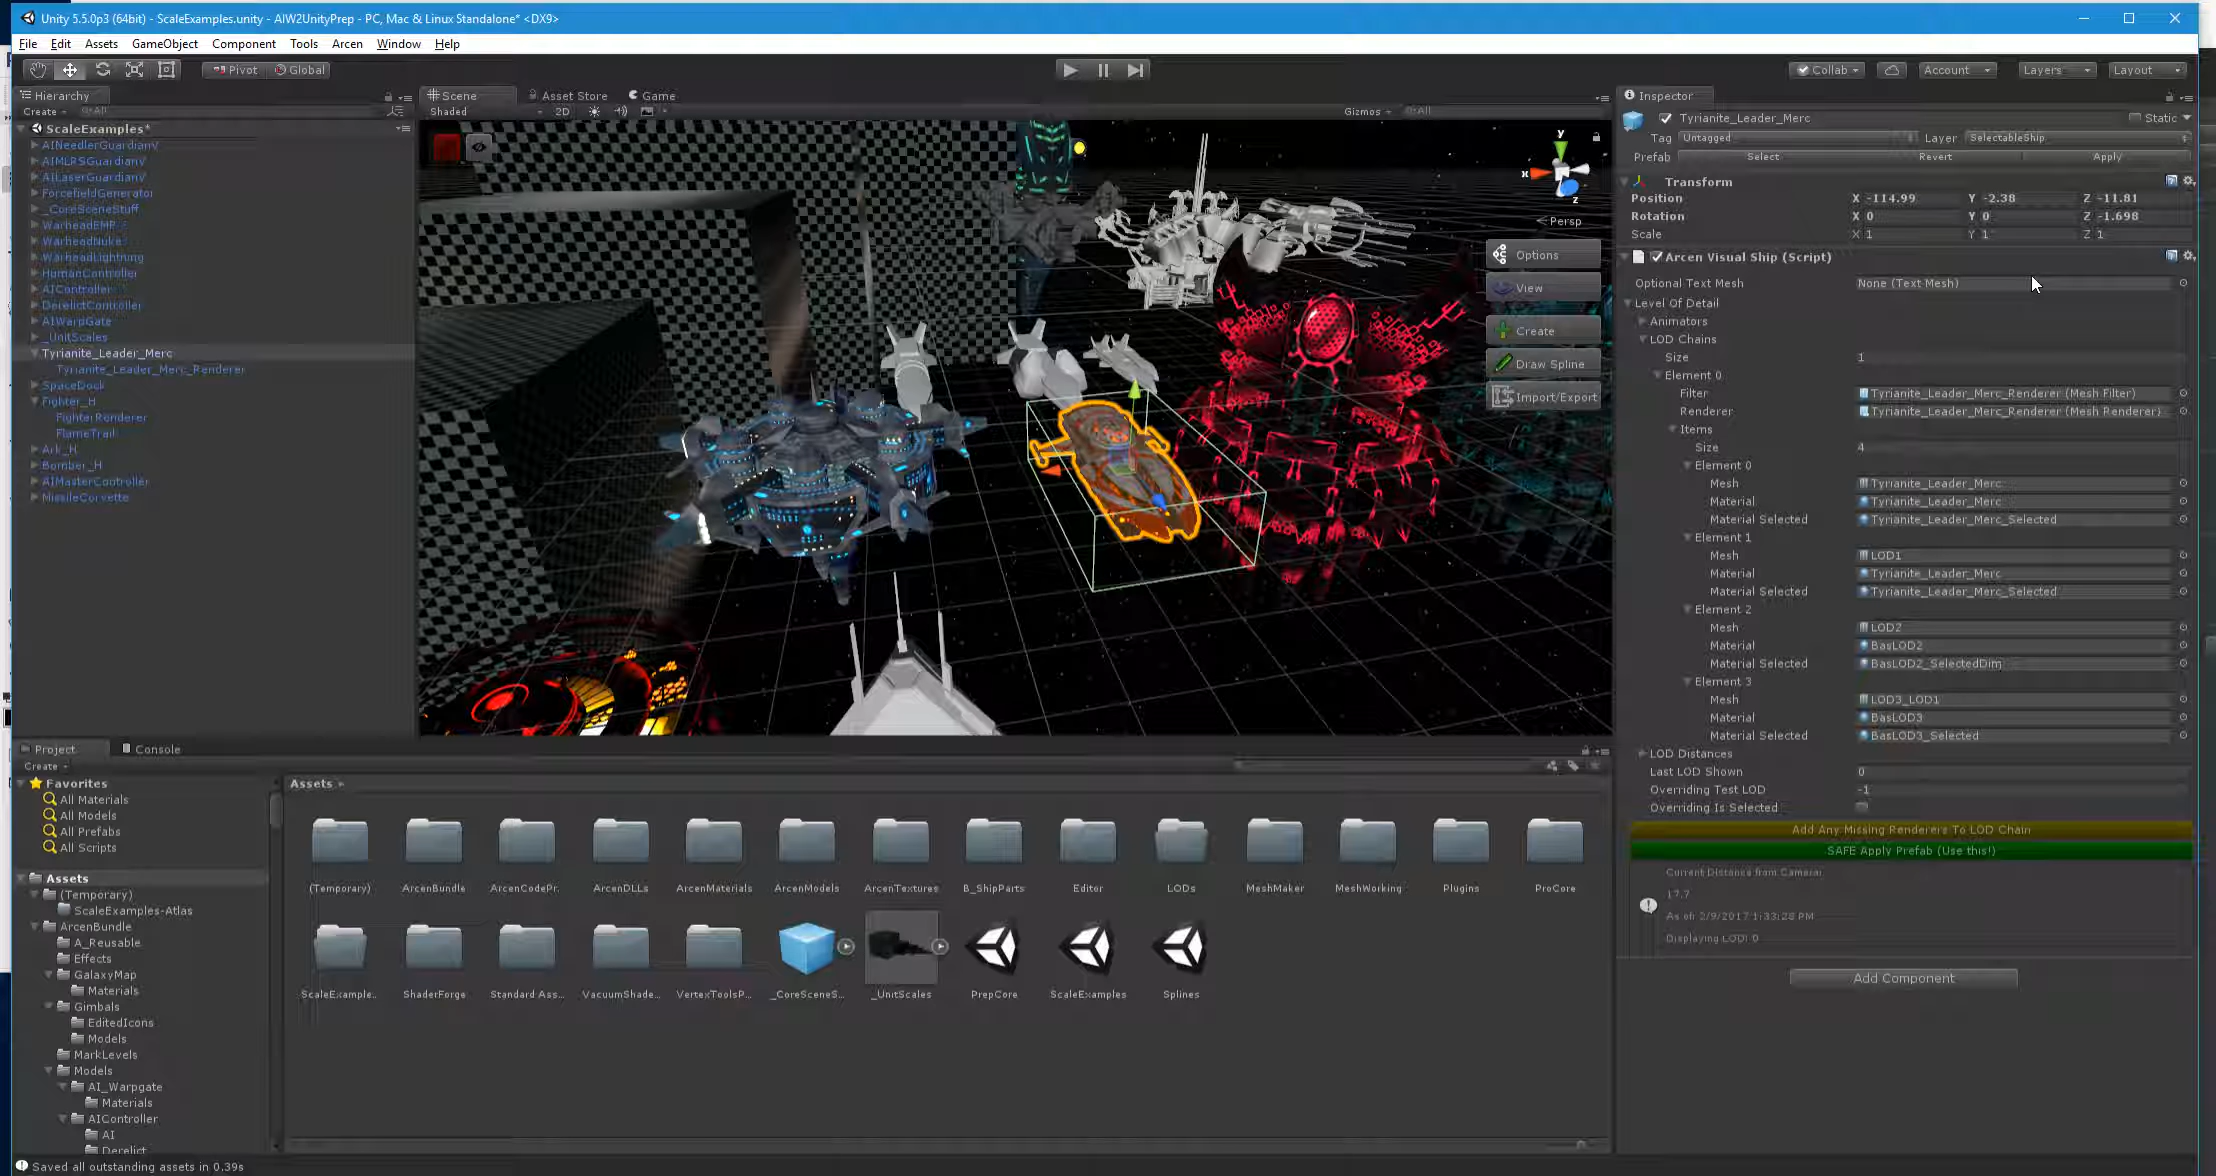 Unity 5.5.0p3 (64bit) - ScaleExamples.unity - AIW2UnityPrep - PC, Mac & Linux Standalone* <DX9>
File Edit Assets GameObject Component Tools Arcen Window Help
Pivot Global Collab Account Layers Layout
Hierarchy
Create All
ScaleExamples*
AINeedlerGuardianV
AIMLRSGuardianV
AILaserGuardianV
ForcefieldGenerator
_CoreSceneStuff
WarheadEMP
WarheadNuke
WarheadLightning
HumanController
AIController
DerelictController
AIWarpGate
_UnitScales
Tyrianite_Leader_Merc
Tyrianite_Leader_Merc_Renderer
SpaceDock
Fighter_H
FighterRenderer
FlameTrail
Ark_H
Bomber_H
AIMasterController
MissileCorvette
Scene Asset Store Game
Shaded 2D Gizmos All
y
x
z
Persp
Options
View
Create
Draw Spline
Import/Export
Inspector
Tyrianite_Leader_Merc Static
Tag Untagged Layer SelectableShip
Prefab Select Revert Apply
Transform
Position X -114.99 Y -2.38 Z -11.81
Rotation X 0 Y 0 Z -1.698
Scale X 1 Y 1 Z 1
Arcen Visual Ship (Script)
Optional Text Mesh None (Text Mesh)
Level Of Detail
Animators
LOD Chains
Size 1
Element 0
Filter Tyrianite_Leader_Merc_Renderer (Mesh Filter)
Renderer Tyrianite_Leader_Merc_Renderer (Mesh Renderer)
Items
Size 4
Element 0
Mesh Tyrianite_Leader_Merc
Material Tyrianite_Leader_Merc
Material Selected Tyrianite_Leader_Merc_Selected
Element 1
Mesh LOD1
Material Tyrianite_Leader_Merc
Material Selected Tyrianite_Leader_Merc_Selected
Element 2
Mesh LOD2
Material BasLOD2
Material Selected BasLOD2_SelectedDim
Element 3
Mesh LOD3_LOD1
Material BasLOD3
Material Selected BasLOD3_Selected
LOD Distances
Last LOD Shown 0
Overriding Test LOD -1
Overriding Is Selected
Add Any Missing Renderers To LOD Chain
SAFE Apply Prefab (Use this!)
Current Distance from Camera:
17.7
As of: 2/9/2017 1:33:28 PM
Displaying LOD: 0
Add Component
Project Console
Create
Favorites
All Materials
All Models
All Prefabs
All Scripts
Assets
(Temporary)
ScaleExamples-Atlas
ArcenBundle
A_Reusable
Effects
GalaxyMap
Materials
Gimbals
EditedIcons
Models
MarkLevels
Models
AI_Warpgate
Materials
AIController
AI
Derelict
Assets
(Temporary) ArcenBundle ArcenCodePr... ArcenDLLs ArcenMaterials ArcenModels ArcenTextures B_ShipParts Editor LODs MeshMaker MeshWorking Plugins ProCore
ScaleExample... ShaderForge Standard Ass... VacuumShade... VertexToolsP... _CoreSceneS... _UnitScales PrepCore ScaleExamples Splines
Saved all outstanding assets in 0.39s